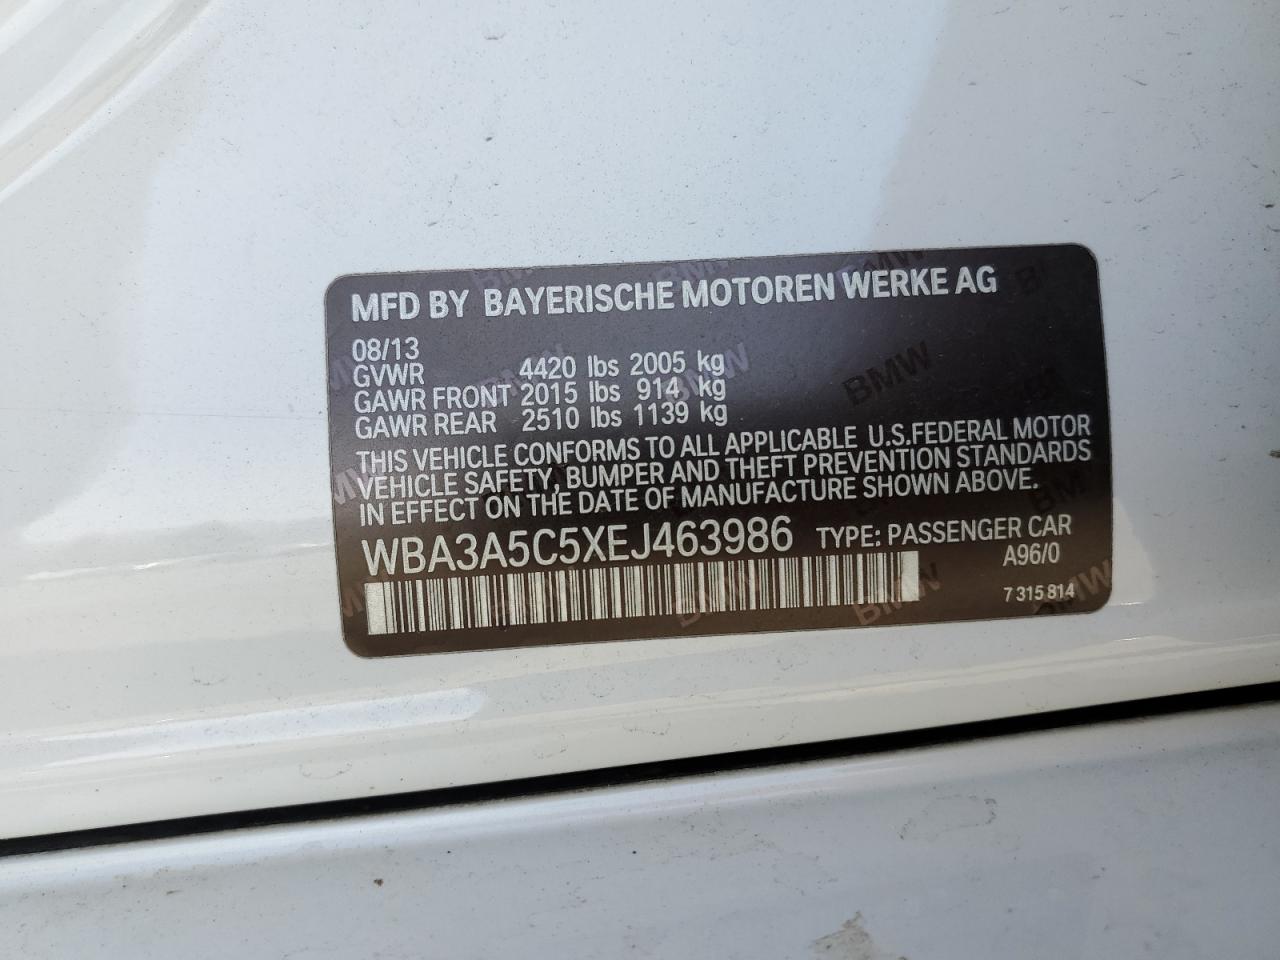 MFD BY BAYERISCHE MOTOREN WERKE AG
08/13
GVWR 4420 lbs 2005 kg
GAWR FRONT 2015 lbs 914 kg
GAWR REAR 2510 lbs 1139 kg
THIS VEHICLE CONFORMS TO ALL APPLICABLE U.S.FEDERAL MOTOR
VEHICLE SAFETY, BUMPER AND THEFT PREVENTION STANDARDS
IN EFFECT ON THE DATE OF MANUFACTURE SHOWN ABOVE.
WBA3A5C5XEJ463986 TYPE: PASSENGER CAR
A96/0
7 315 814